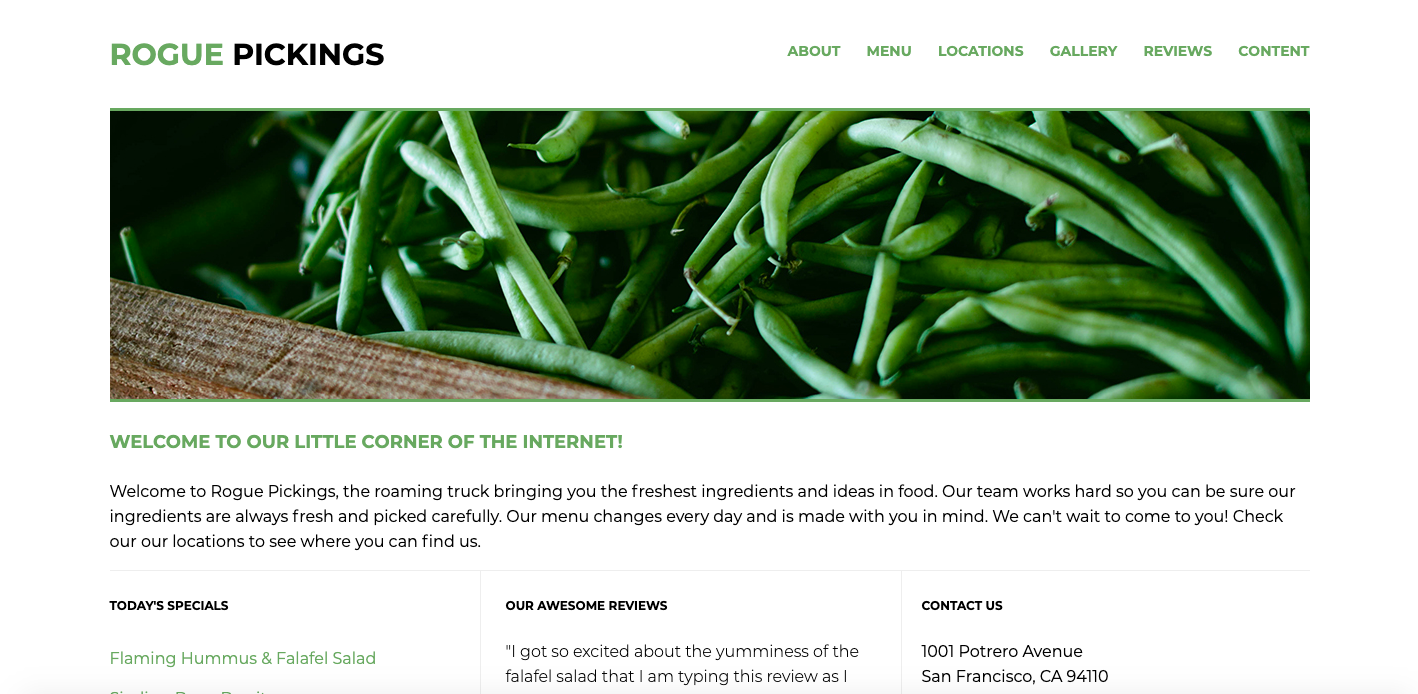 ROGUE PICKINGS
ABOUT MENU LOCATIONS GALLERY REVIEWS CONTENT
WELCOME TO OUR LITTLE CORNER OF THE INTERNET!
Welcome to Rogue Pickings, the roaming truck bringing you the freshest ingredients and ideas in food. Our team works hard so you can be sure our
ingredients are always fresh and picked carefully. Our menu changes every day and is made with you in mind. We can't wait to come to you! Check
our our locations to see where you can find us.
TODAY'S SPECIALS
Flaming Hummus & Falafel Salad
OUR AWESOME REVIEWS
"I got so excited about the yumminess of the
falafel salad that I am typing this review as I
CONTACT US
1001 Potrero Avenue
San Francisco, CA 94110